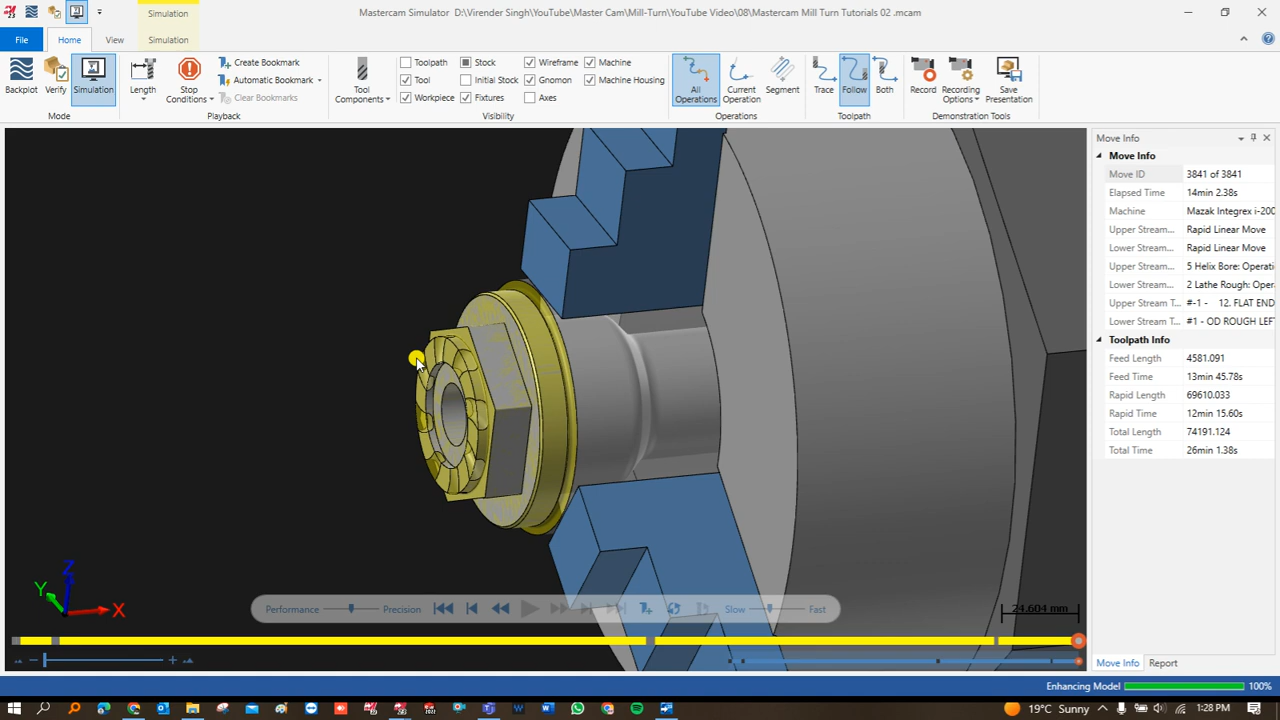 Simulation
Mastercam Simulator D:\Virender Singh\YouTube\Master Cam\Mill-Turn\YouTube Video\08\Mastercam Mill Turn Tutorials 02 .mcam
File
Home
View
Simulation
Backplot
Verify
Simulation
Mode
Length
Stop Conditions
Create Bookmark
Automatic Bookmark
Clear Bookmarks
Playback
Tool Components
Toolpath
Stock
Wireframe
Machine
Tool
Initial Stock
Gnomon
Machine Housing
Workpiece
Fixtures
Axes
Visibility
All Operations
Current Operation
Segment
Operations
Trace
Follow
Both
Toolpath
Record
Recording Options
Save Presentation
Demonstration Tools
Move Info
Move Info
Move ID 3841 of 3841
Elapsed Time 14min 2.38s
Machine Mazak Integrex i-200
Upper Stream... Rapid Linear Move
Lower Stream... Rapid Linear Move
Upper Stream... 5 Helix Bore: Operati
Lower Stream... 2 Lathe Rough: Oper
Upper Stream T... #-1 - 12. FLAT END
Lower Stream T... #1 - OD ROUGH LEFT
Toolpath Info
Feed Length 4581.091
Feed Time 13min 45.78s
Rapid Length 69610.033
Rapid Time 12min 15.60s
Total Length 74191.124
Total Time 26min 1.38s
Z
Y
X
Performance
Precision
Slow
Fast
24.604 mm
Move Info
Report
Enhancing Model
100%
19°C Sunny
1:28 PM